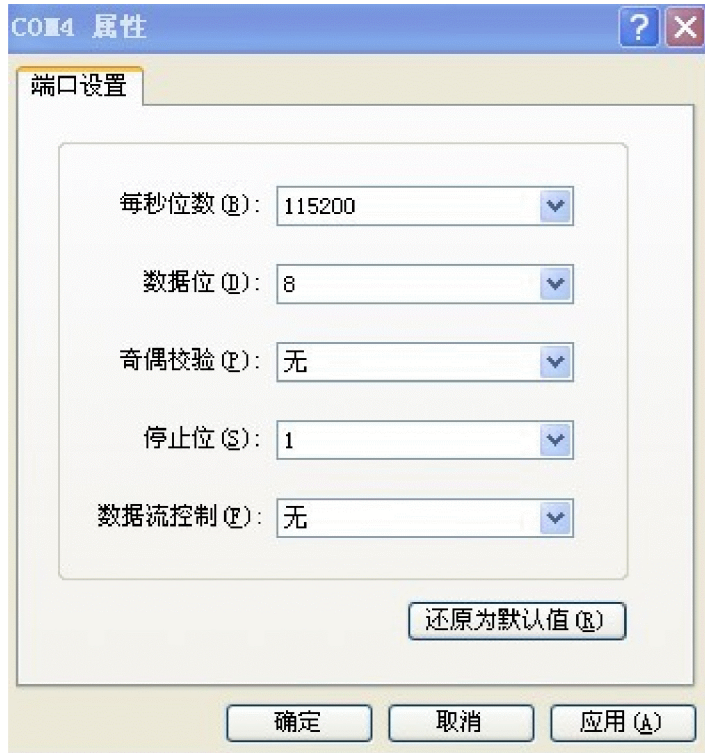 COM4 属性
端口设置
每秒位数(B): 115200
数据位(D): 8
奇偶校验(P): 无
停止位(S): 1
数据流控制(F): 无
还原为默认值(R)
确定 取消 应用(A)